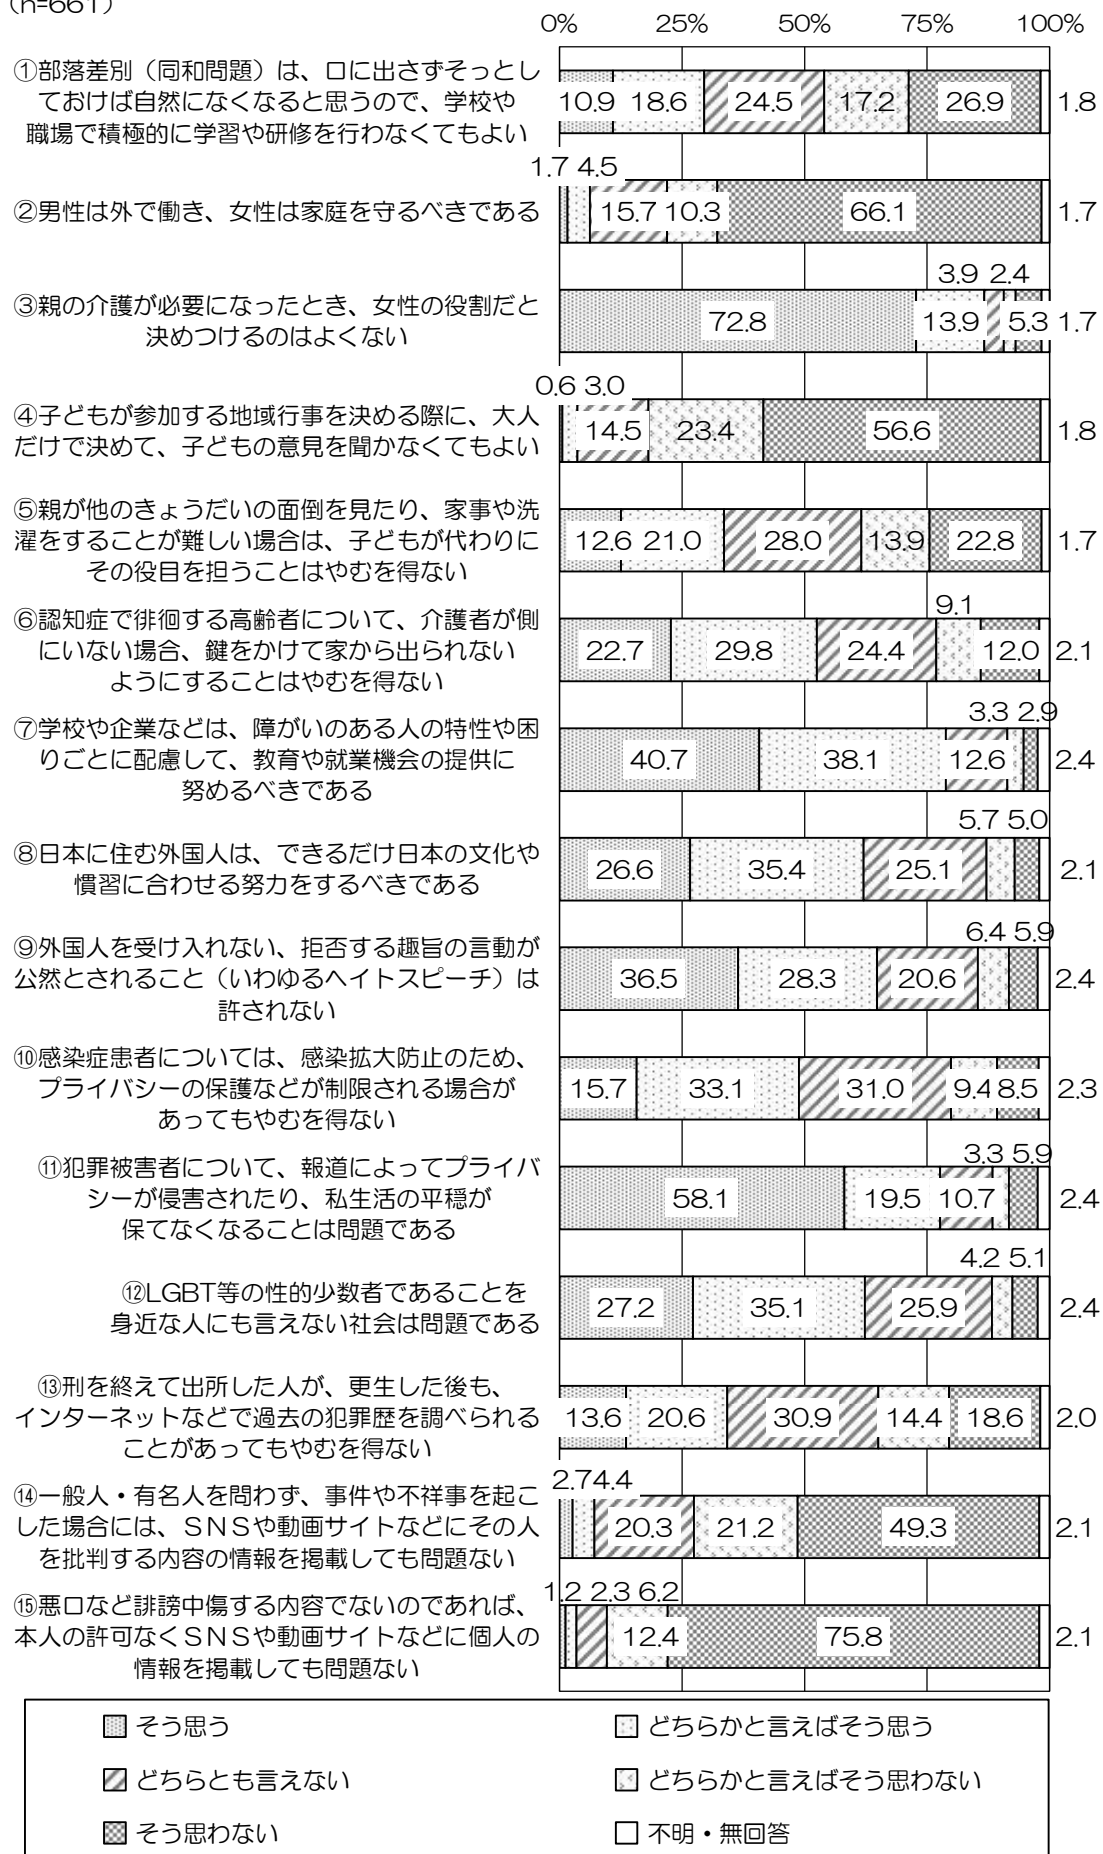 （n=661）
0% 25% 50% 75% 100%
①部落差別（同和問題）は、口に出さずそっとし
ておけば自然になくなると思うので、学校や
職場で積極的に学習や研修を行わなくてもよい
10.9 18.6 24.5 17.2 26.9 1.8
1.7 4.5
②男性は外で働き、女性は家庭を守るべきである
15.7 10.3 66.1 1.7
3.9 2.4
③親の介護が必要になったとき、女性の役割だと
決めつけるのはよくない
72.8 13.9 5.3 1.7
0.6 3.0
④子どもが参加する地域行事を決める際に、大人
だけで決めて、子どもの意見を聞かなくてもよい
14.5 23.4 56.6 1.8
⑤親が他のきょうだいの面倒を見たり、家事や洗
濯をすることが難しい場合は、子どもが代わりに
その役目を担うことはやむを得ない
12.6 21.0 28.0 13.9 22.8 1.7
9.1
⑥認知症で徘徊する高齢者について、介護者が側
にいない場合、鍵をかけて家から出られない
ようにすることはやむを得ない
22.7 29.8 24.4 12.0 2.1
3.3 2.9
⑦学校や企業などは、障がいのある人の特性や困
りごとに配慮して、教育や就業機会の提供に
努めるべきである
40.7 38.1 12.6 2.4
5.7 5.0
⑧日本に住む外国人は、できるだけ日本の文化や
慣習に合わせる努力をするべきである
26.6 35.4 25.1 2.1
6.4 5.9
⑨外国人を受け入れない、拒否する趣旨の言動が
公然とされること（いわゆるヘイトスピーチ）は
許されない
36.5 28.3 20.6 2.4
⑩感染症患者については、感染拡大防止のため、
プライバシーの保護などが制限される場合が
あってもやむを得ない
15.7 33.1 31.0 9.4 8.5 2.3
3.3 5.9
⑪犯罪被害者について、報道によってプライバ
シーが侵害されたり、私生活の平穏が
保てなくなることは問題である
58.1 19.5 10.7 2.4
4.2 5.1
⑫LGBT等の性的少数者であることを
身近な人にも言えない社会は問題である
27.2 35.1 25.9 2.4
⑬刑を終えて出所した人が、更生した後も、
インターネットなどで過去の犯罪歴を調べられる
ことがあってもやむを得ない
13.6 20.6 30.9 14.4 18.6 2.0
2.7 4.4
⑭一般人・有名人を問わず、事件や不祥事を起こ
した場合には、ＳＮＳや動画サイトなどにその人
を批判する内容の情報を掲載しても問題ない
20.3 21.2 49.3 2.1
1.2 2.3 6.2
⑮悪口など誹謗中傷する内容でないのであれば、
本人の許可なくＳＮＳや動画サイトなどに個人の
情報を掲載しても問題ない
12.4 75.8 2.1
そう思う どちらかと言えばそう思う
どちらとも言えない どちらかと言えばそう思わない
そう思わない 不明・無回答